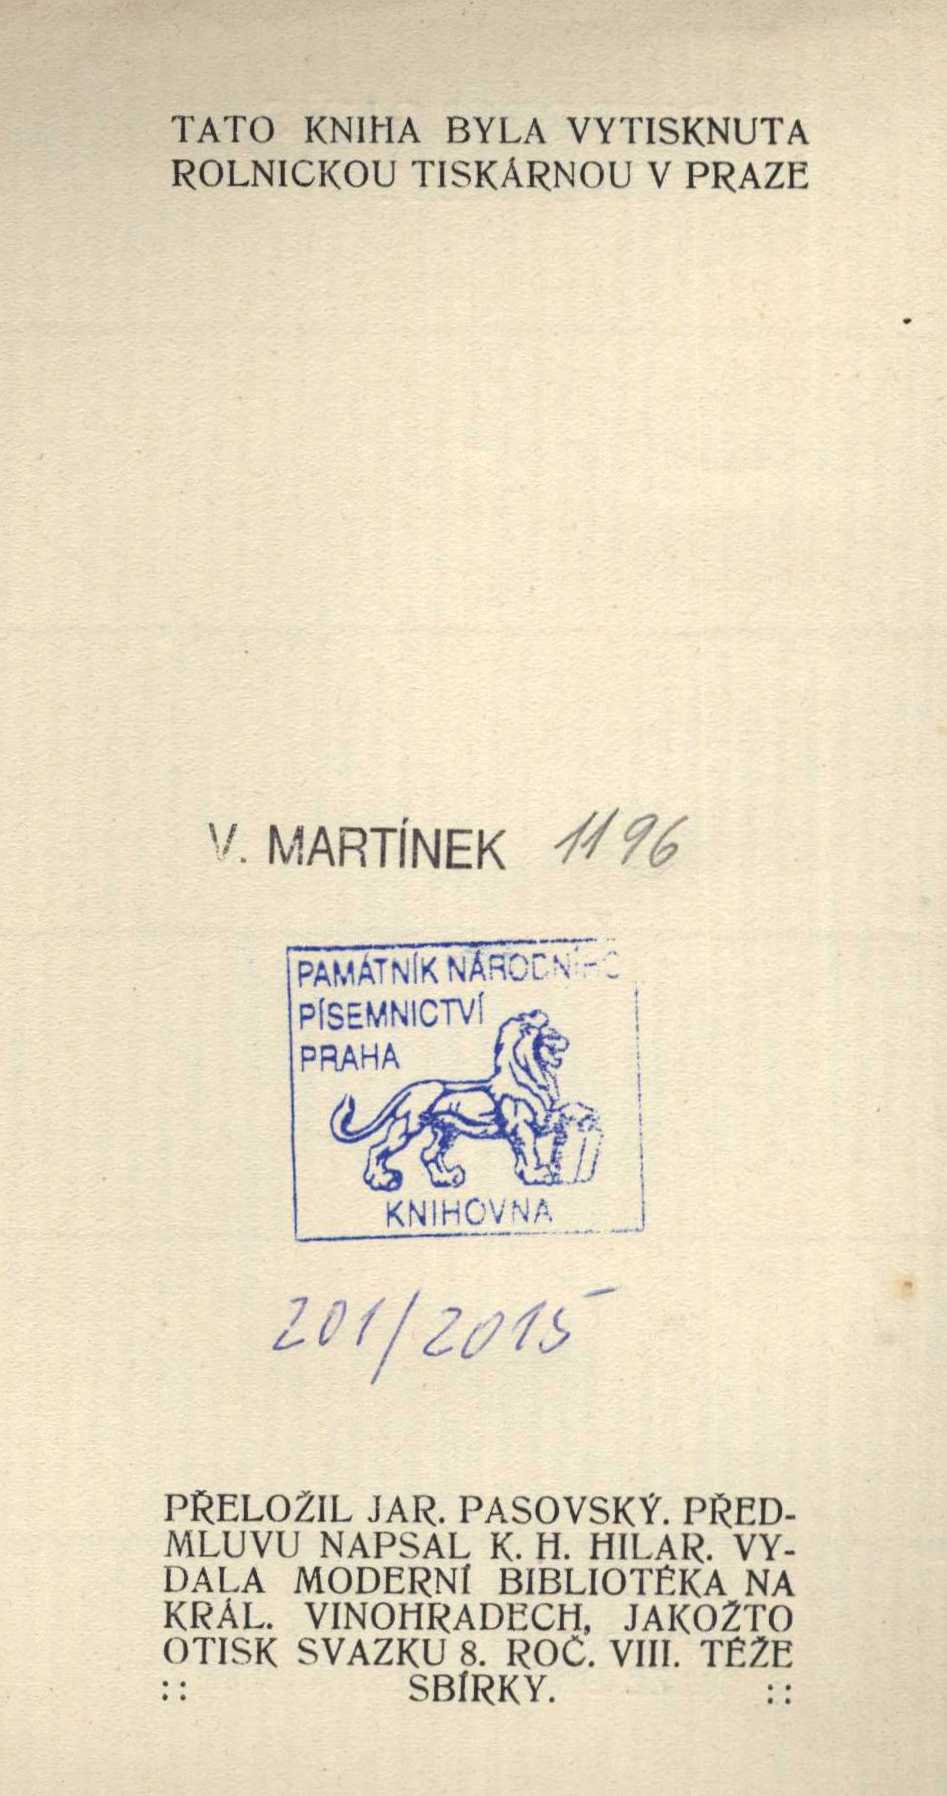 TATO KNIHA BYLA VYTISKNUTA
ROLNICKOU TISKÁRNOU V PRAZE
V. MARTÍNEK 1196
PAMÁTNÍK NÁRODNÍHO
PÍSEMNICTVÍ
PRAHA
KNIHOVNA
201/2015
PŘELOŽIL JAR. PASOVSKÝ. PŘED-
MLUVU NAPSAL K. H. HILAR. VY-
DALA MODERNÍ BIBLIOTÉKA NA
KRÁL. VINOHRADECH, JAKOŽTO
OTISK SVAZKU 8. ROČ. VIII. TÉŽE
:: SBÍRKY. ::